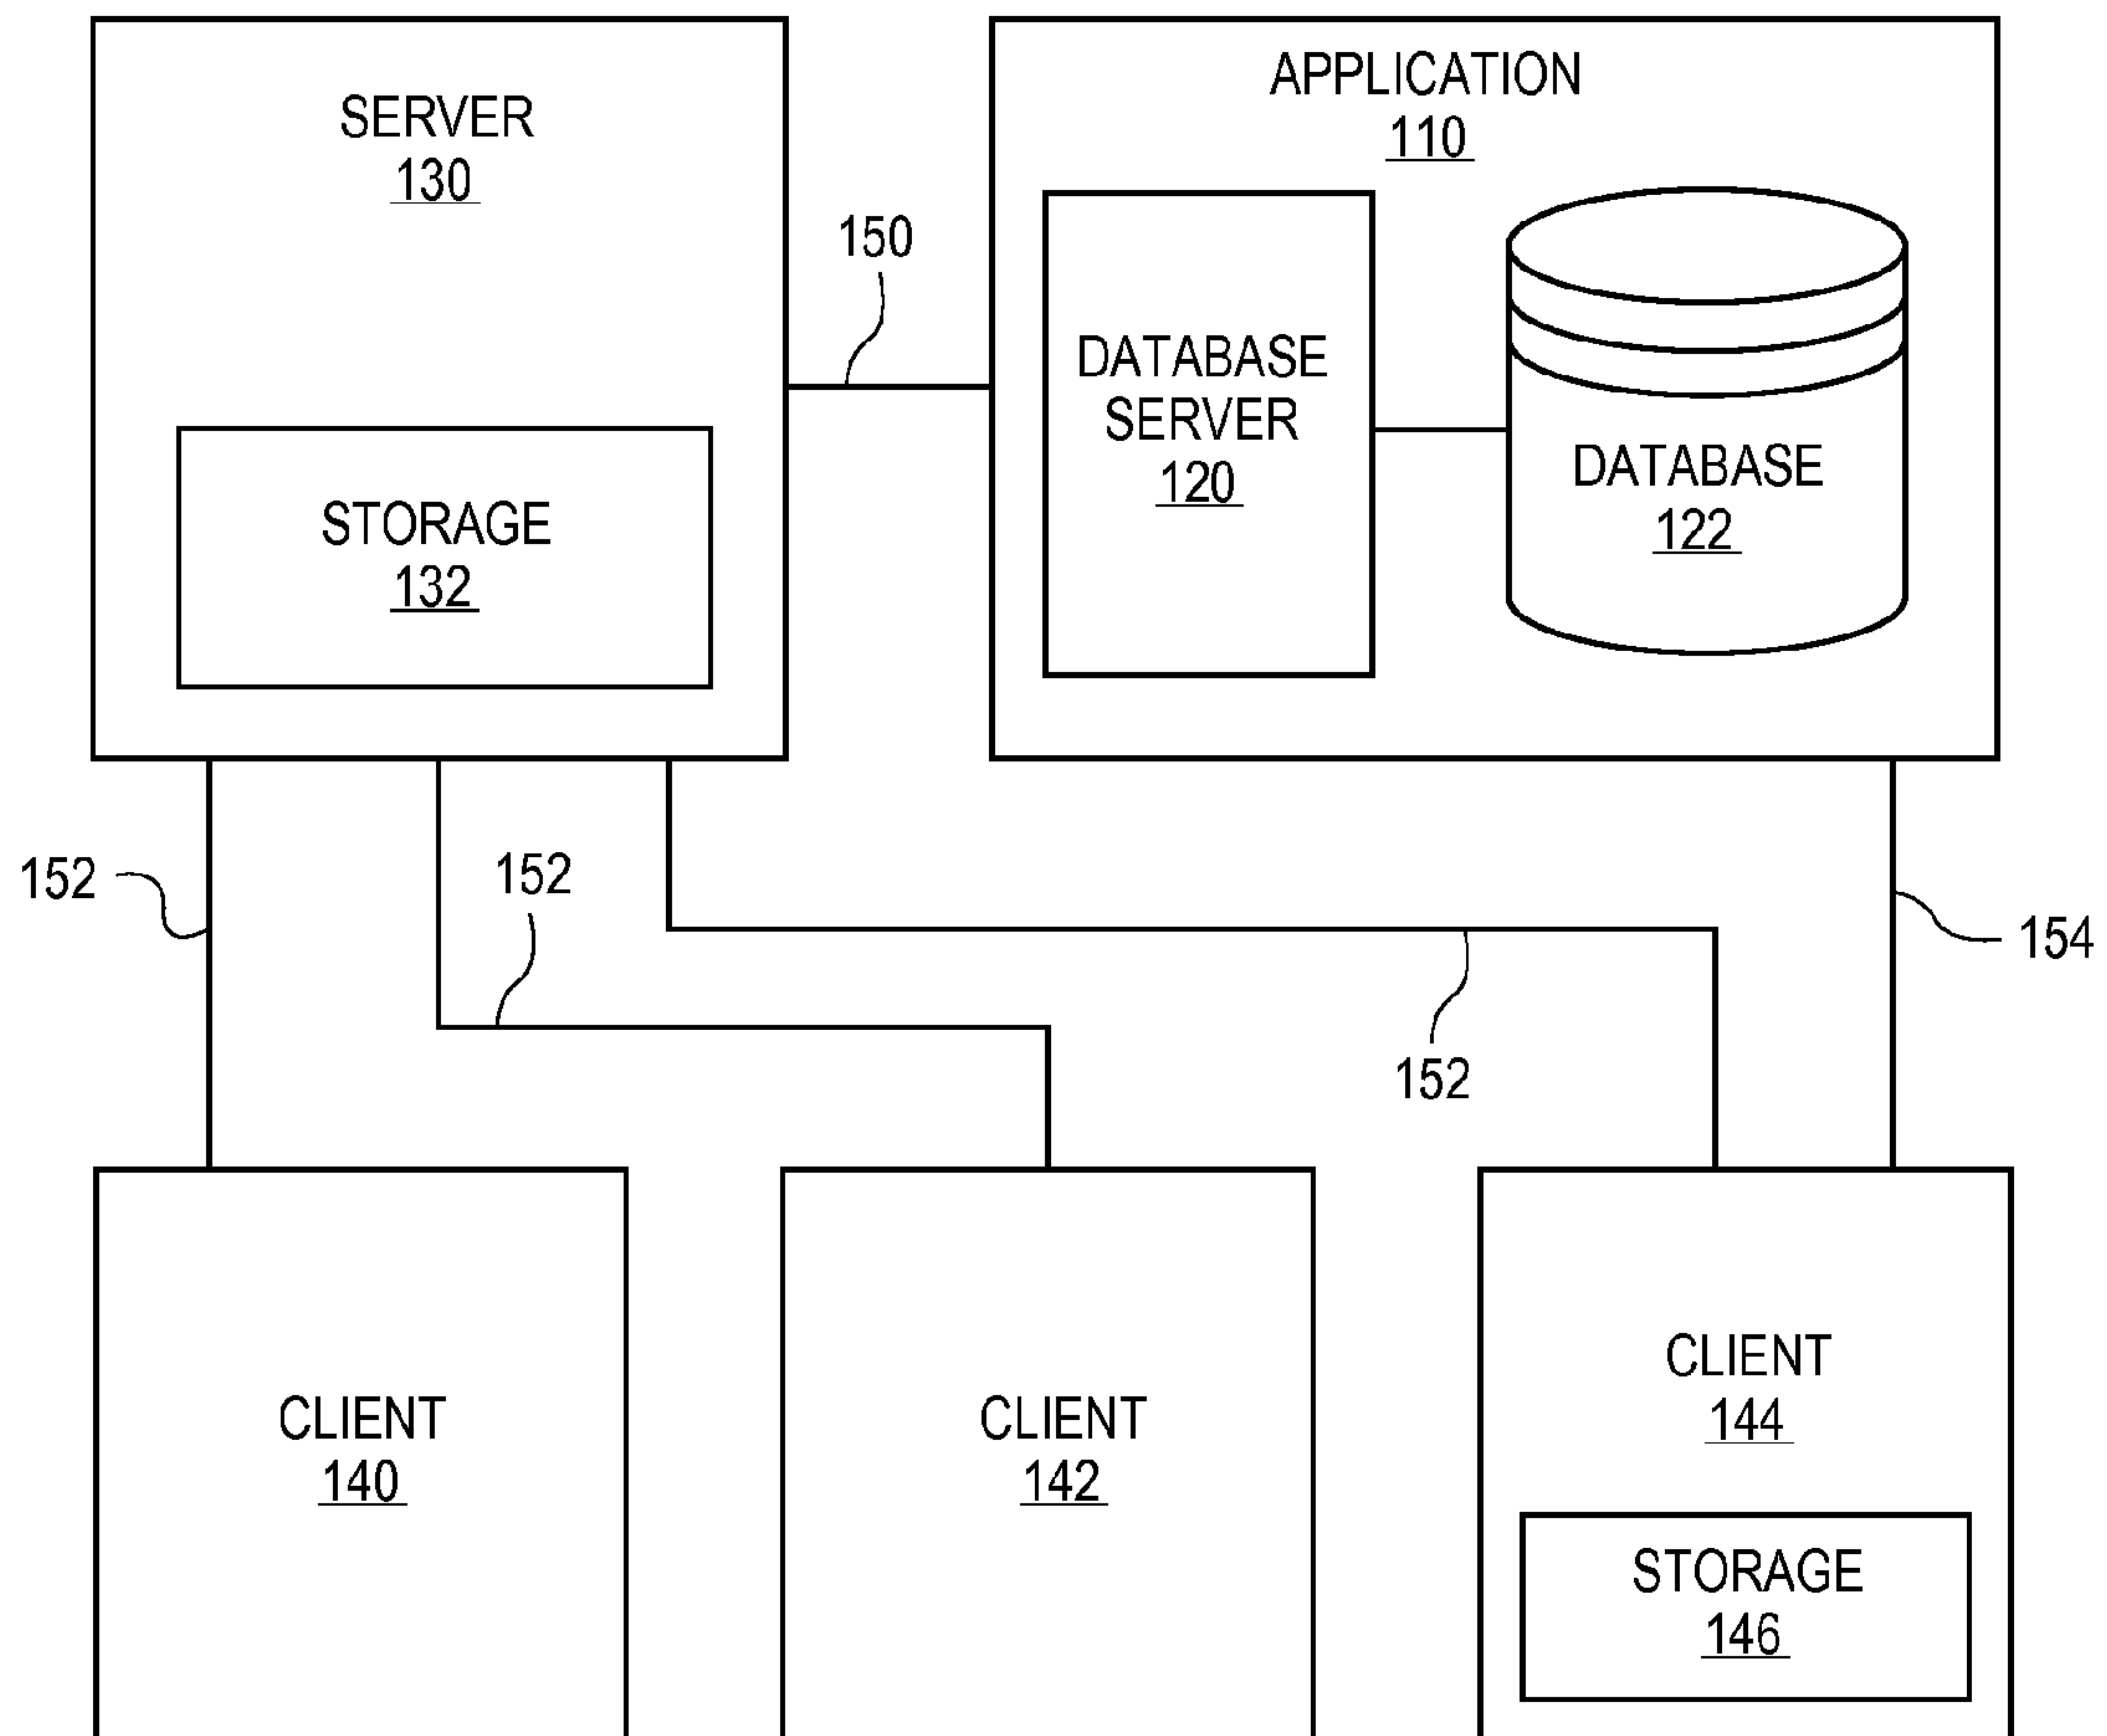 SERVER
130
STORAGE
132
150
APPLICATION
110
DATABASE
SERVER
120
DATABASE
122
152
152
152
154
CLIENT
140
CLIENT
142
CLIENT
144
STORAGE
146